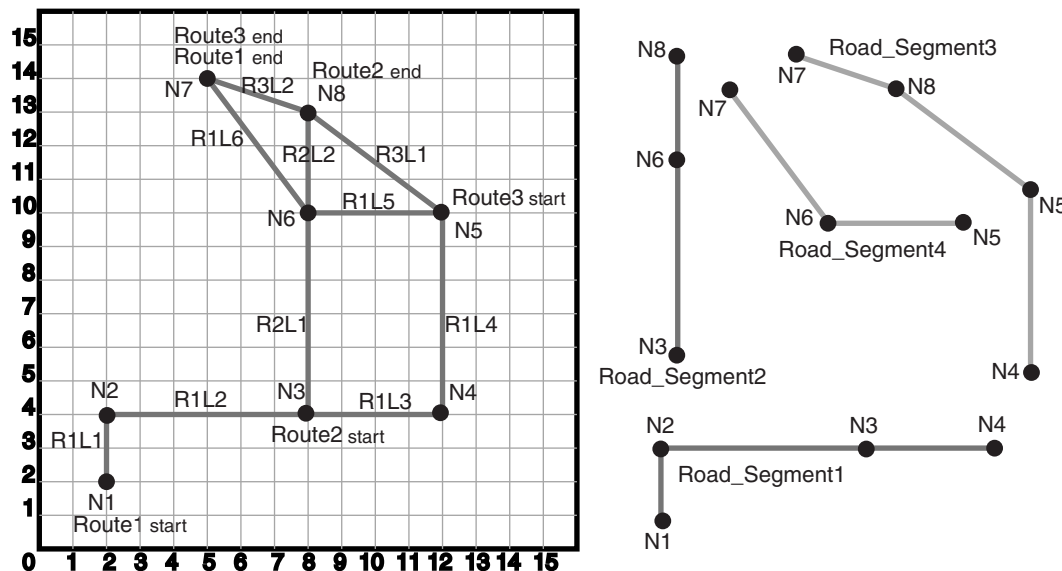 15
14
13
12
11
10
9
8
7
6
5
4
3
2
1
0 1 2 3 4 5 6 7 8 9 10 11 12 13 14 15
Route3 end
Route1 end
Route2 end
N7
R3L2
N8
R1L6
R2L2
R3L1
Route3 start
R1L5
N6
N5
R2L1
R1L4
N2
R1L2
N3
R1L3
N4
Route2 start
R1L1
N1
Route1 start
N8
N7
N6
N3
Road_Segment2
Road_Segment3
N7
N8
N5
N4
N6
N5
Road_Segment4
N2
N3
N4
Road_Segment1
N1